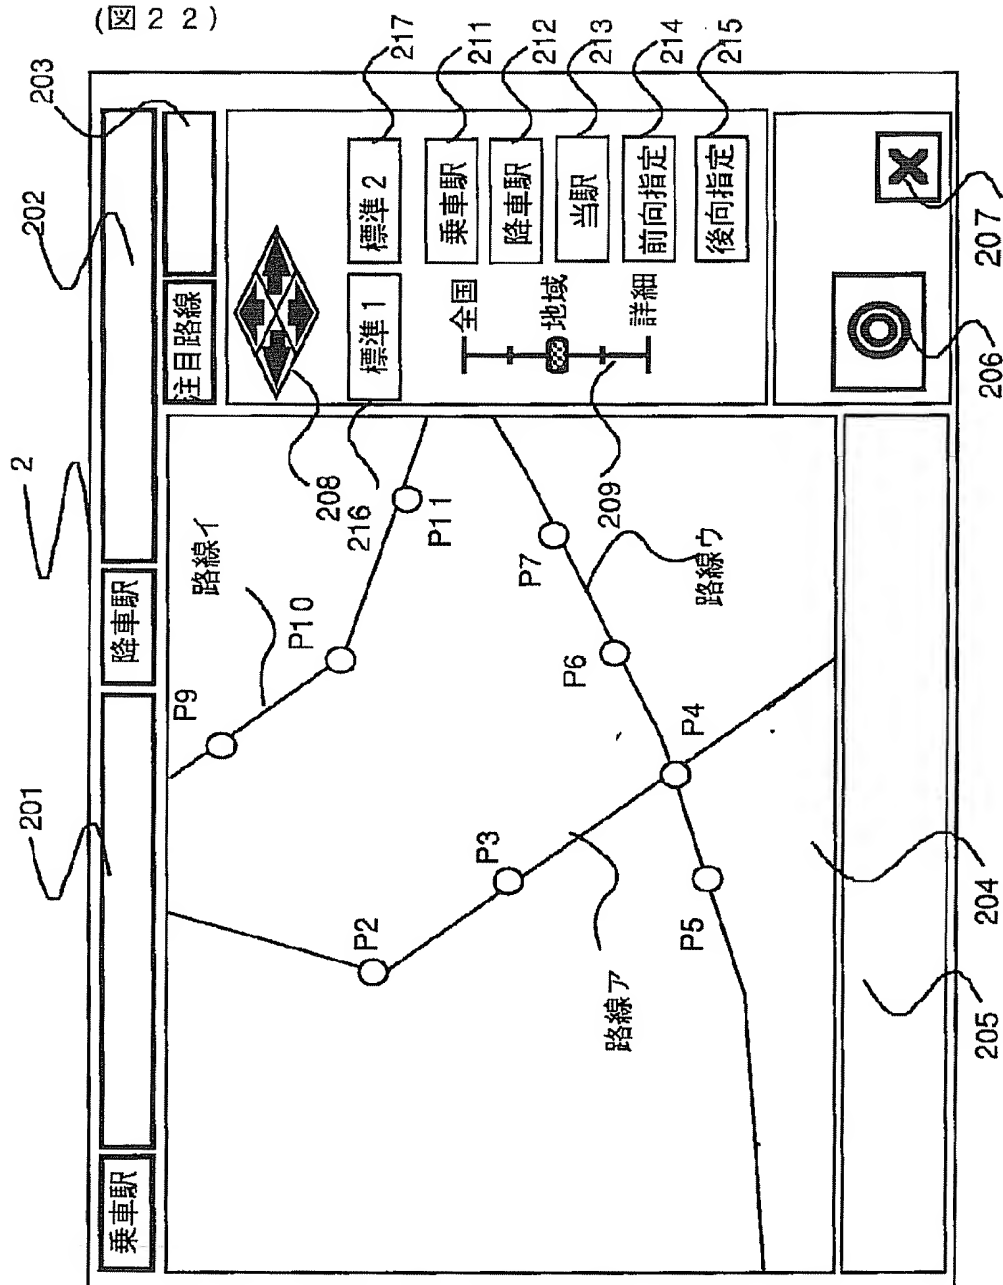 (図２２)
2
201
202
203
乗車駅
降車駅
注目路線
路線イ
P9
P10
P11
208
216
標準１
標準２
217
全国
地域
詳細
209
乗車駅
211
降車駅
212
当駅
213
前向指定
214
後向指定
215
P2
P3
P4
P5
P6
P7
路線ア
路線ウ
205
204
206
207